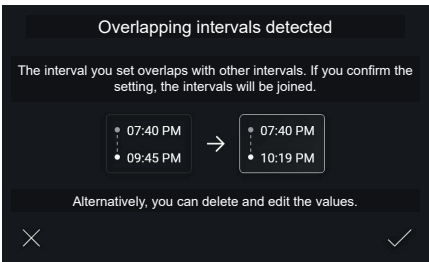 Overlapping intervals detected
The interval you set overlaps with other intervals. If you confirm the
setting, the intervals will be joined.
07:40 PM 07:40 PM
09:45 PM 10:19 PM
Alternatively, you can delete and edit the values.